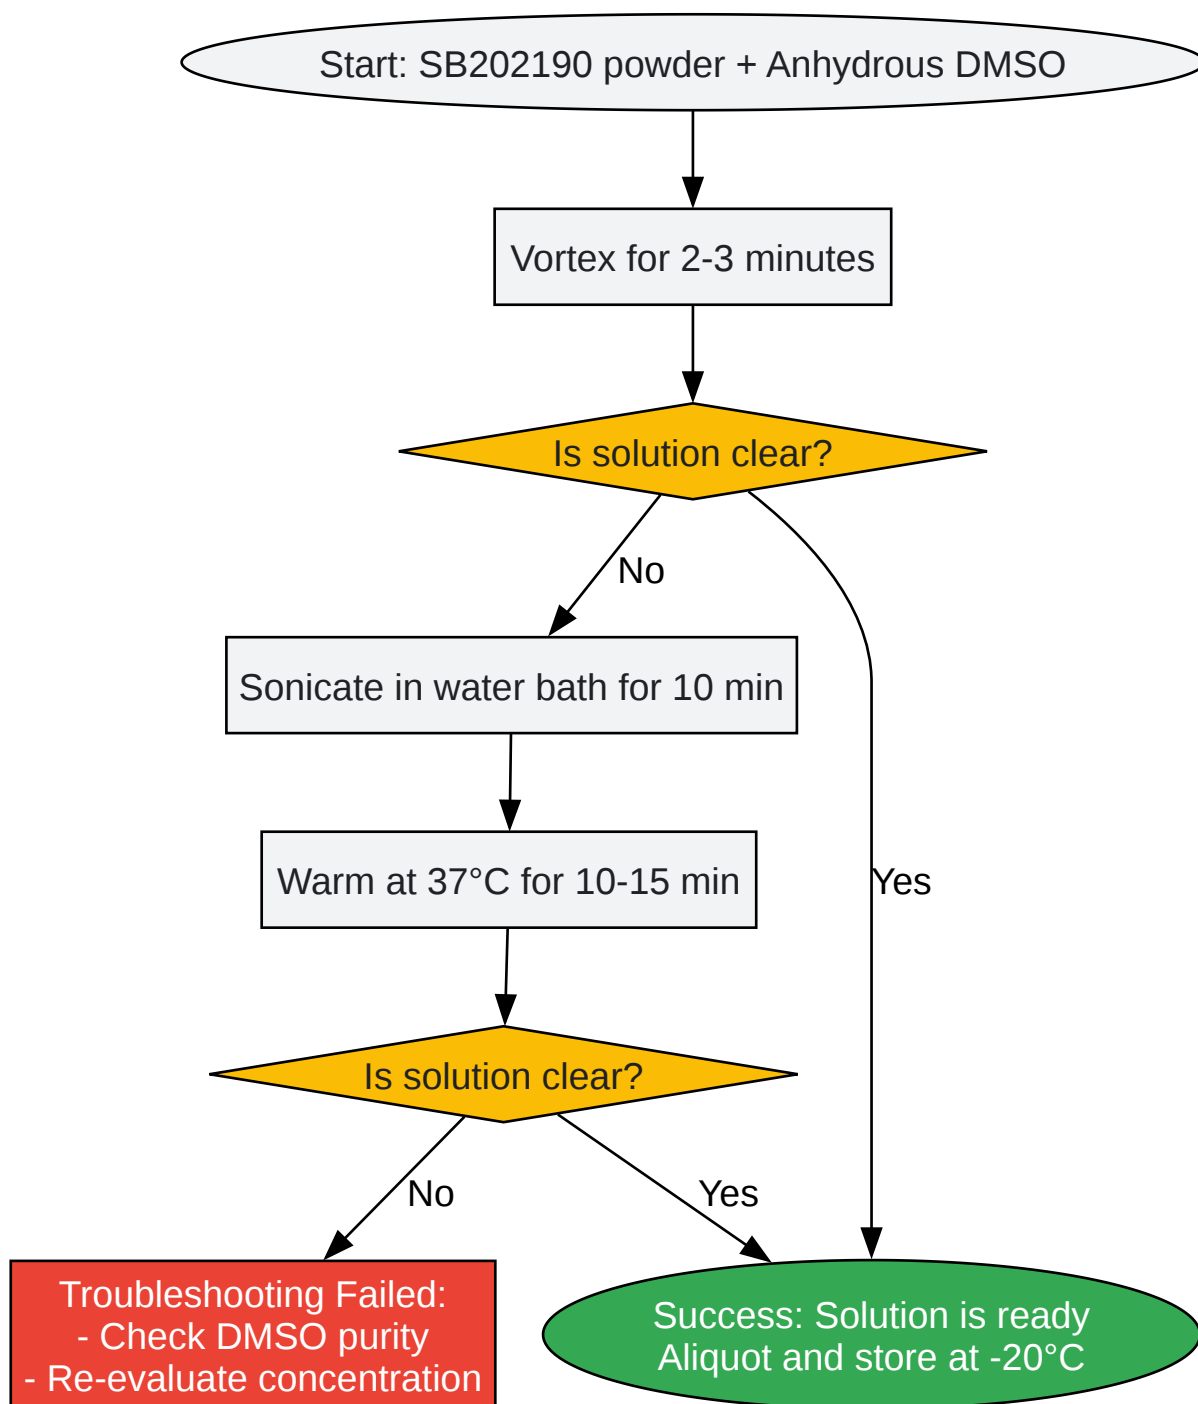 Start: SB202190 powder + Anhydrous DMSO
Vortex for 2-3 minutes
Is solution clear?
No
Sonicate in water bath for 10 min
Warm at 37°C for 10-15 min
Yes
Is solution clear?
No
Yes
Troubleshooting Failed:
- Check DMSO purity
- Re-evaluate concentration
Success: Solution is ready
Aliquot and store at -20°C